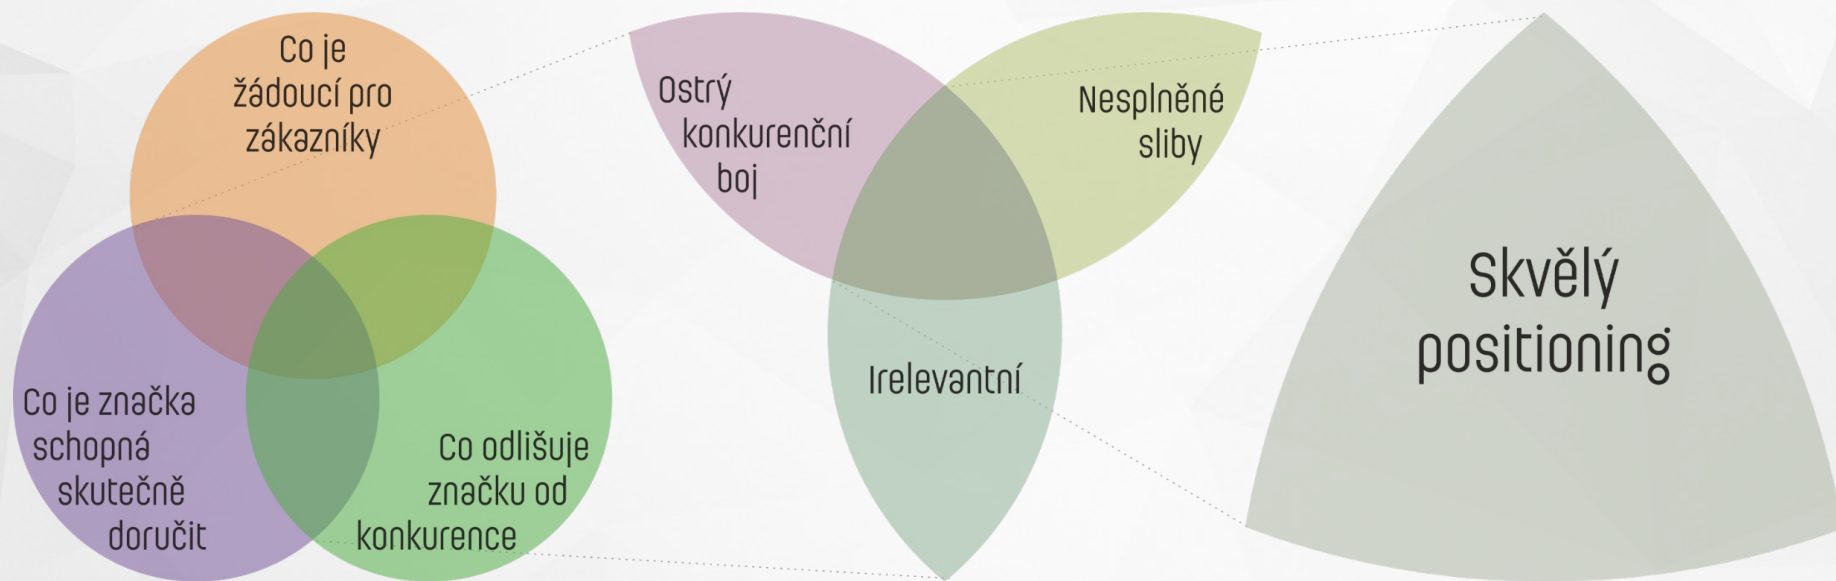 Co je
žádoucí pro
zákazníky
Co je značka
schopná
skutečně
doručit
Co odlišuje
značku od
konkurence
Ostrý
konkurenční
boj
Nesplněné
sliby
Irelevantní
Skvělý
positioning